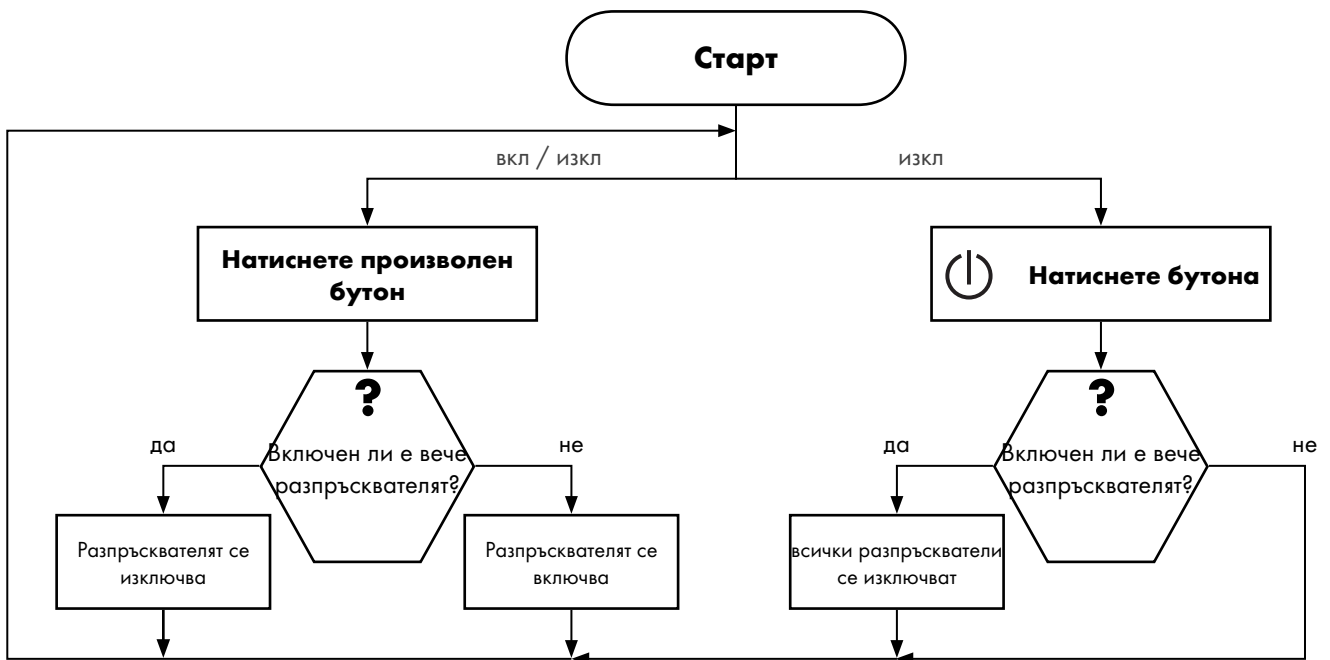 Старт
вкл / изкл
изкл
Натиснете произволен
бутон
Натиснете бутона
?
?
да
Включен ли е вече
разпръсквателят?
не
да
Включен ли е вече
разпръсквателят?
не
Разпръсквателят се
изключва
Разпръсквателят се
включва
всички разпръскватели
се изключват